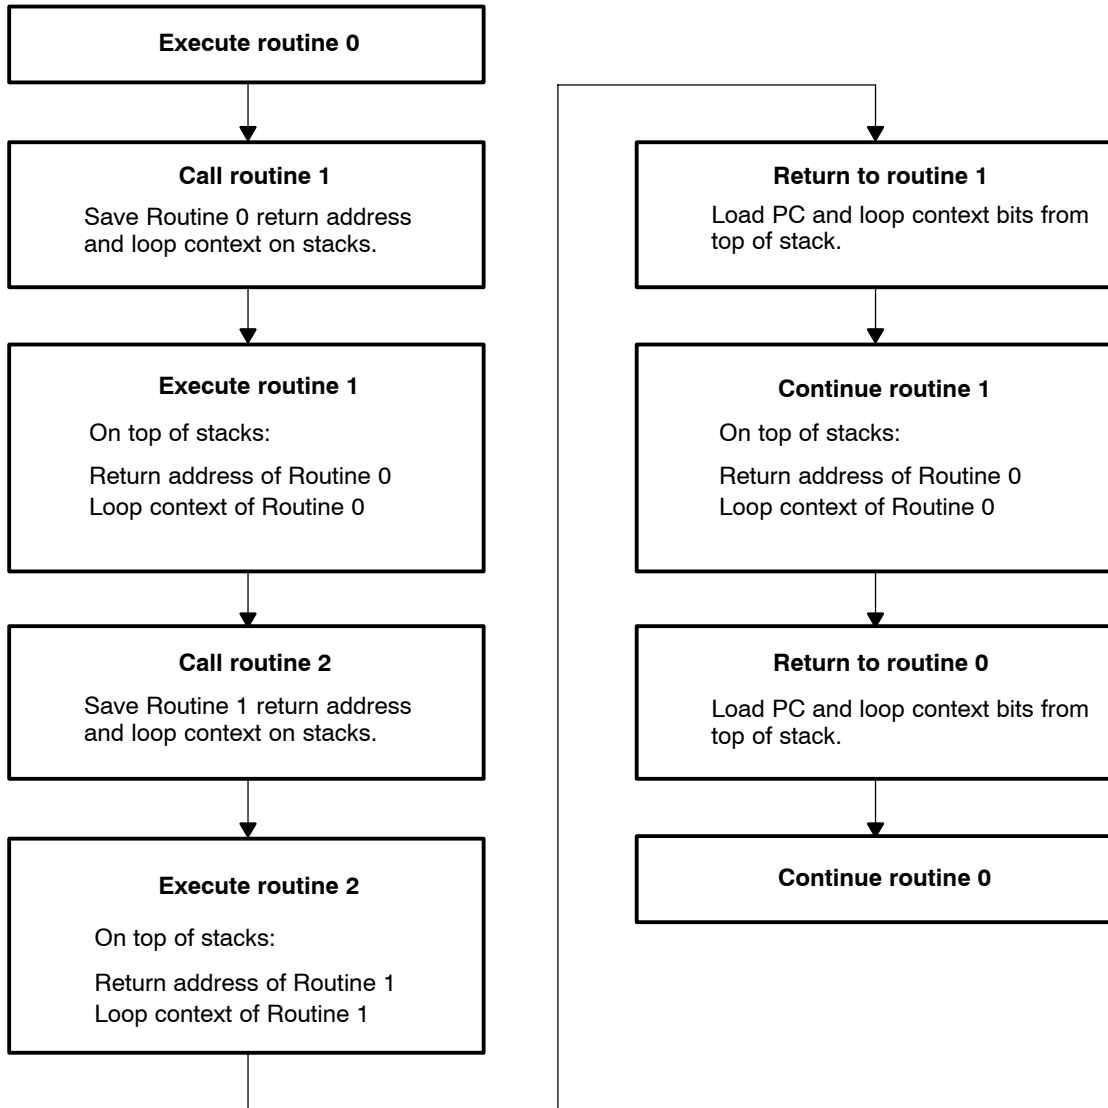 Execute routine 0
Call routine 1
Save Routine 0 return address
and loop context on stacks.
Execute routine 1
On top of stacks:
Return address of Routine 0
Loop context of Routine 0
Call routine 2
Save Routine 1 return address
and loop context on stacks.
Execute routine 2
On top of stacks:
Return address of Routine 1
Loop context of Routine 1
Return to routine 1
Load PC and loop context bits from
top of stack.
Continue routine 1
On top of stacks:
Return address of Routine 0
Loop context of Routine 0
Return to routine 0
Load PC and loop context bits from
top of stack.
Continue routine 0